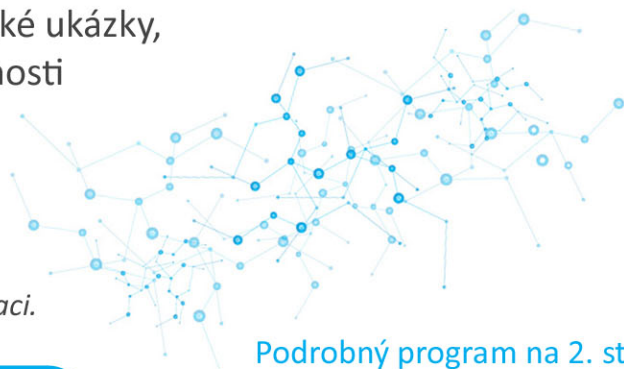 ké ukázky,
nosti
aci.
Podrobný program na 2. st